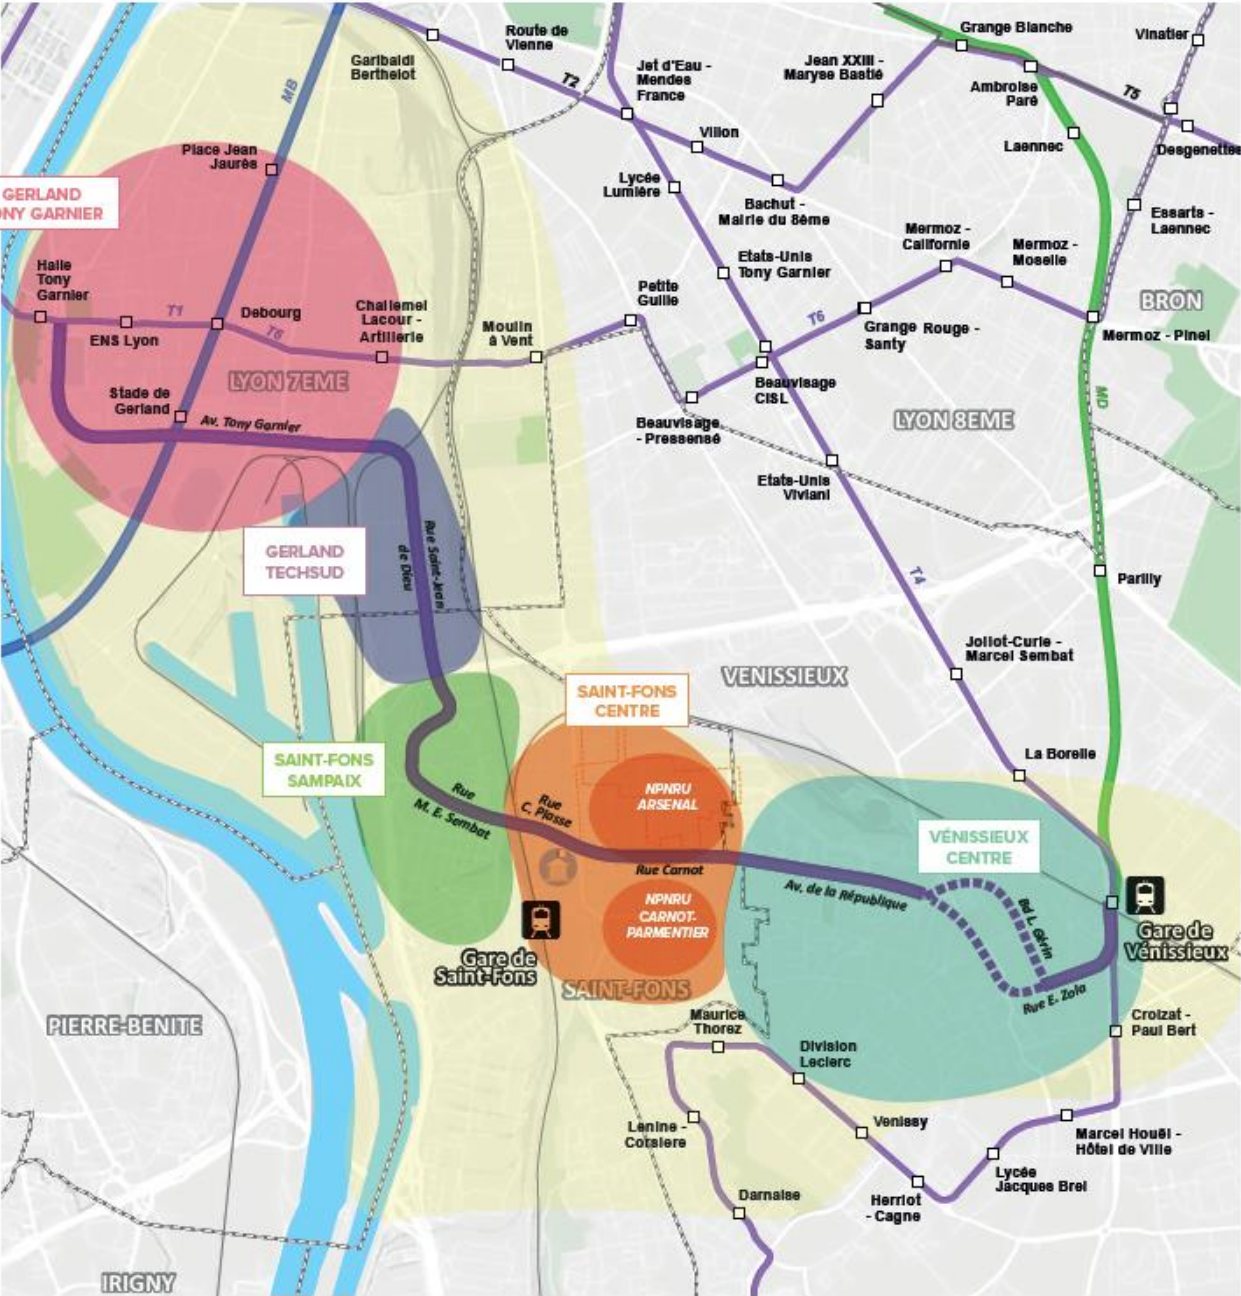 Garibaldi
Berthelot
Route de
Vienne
T2
MB
Jet d'Eau -
Mendes
France
Jean XXIII -
Maryse Bastié
Grange Blanche
Vinatier
Ambroise
Paré
T5
Laennec
Desgenettes
Villon
Place Jean
Jaurès
Lycée
Lumière
Bachut -
Mairie du 8ème
Essarts -
Laennec
GERLAND
ONY GARNIER
Mermoz -
Californie
Mermoz -
Moselle
Etats-Unis
Tony Garnier
Halle
Tony
Garnier
Petite
Guille
BRON
T1
Debourg
T6
Challemel
Lacour -
Artillerie
Moulin
à Vent
ENS Lyon
T6
Grange Rouge -
Santy
Mermoz - Pinel
LYON 7EME
Beauvisage
CISL
MD
Stade de
Gerland
Av. Tony Garnier
Beauvisage
- Pressensé
LYON 8EME
Etats-Unis
Viviani
GERLAND
TECHSUD
Rue Saint-Jean
de Dieu
T4
Parilly
Joliot-Curie -
Marcel Sembat
VENISSIEUX
SAINT-FONS
CENTRE
SAINT-FONS
SAMPAIX
La Borelle
NPNRU
ARSENAL
Rue
M. E. Sembat
Rue
C. Plasse
VÉNISSIEUX
CENTRE
Rue Carnot
Av. de la République
NPNRU
CARNOT-
PARMENTIER
Bd L. Gérin
Gare de
Vénissieux
Gare de
Saint-Fons
SAINT-FONS
Rue E. Zola
PIERRE-BENITE
Maurice
Thorez
Croizat -
Paul Bert
Division
Leclerc
Lenine -
Corsiere
Venissy
Marcel Houël -
Hôtel de Ville
Lycée
Jacques Brel
Darnaise
Herriot
- Cagne
IRIGNY